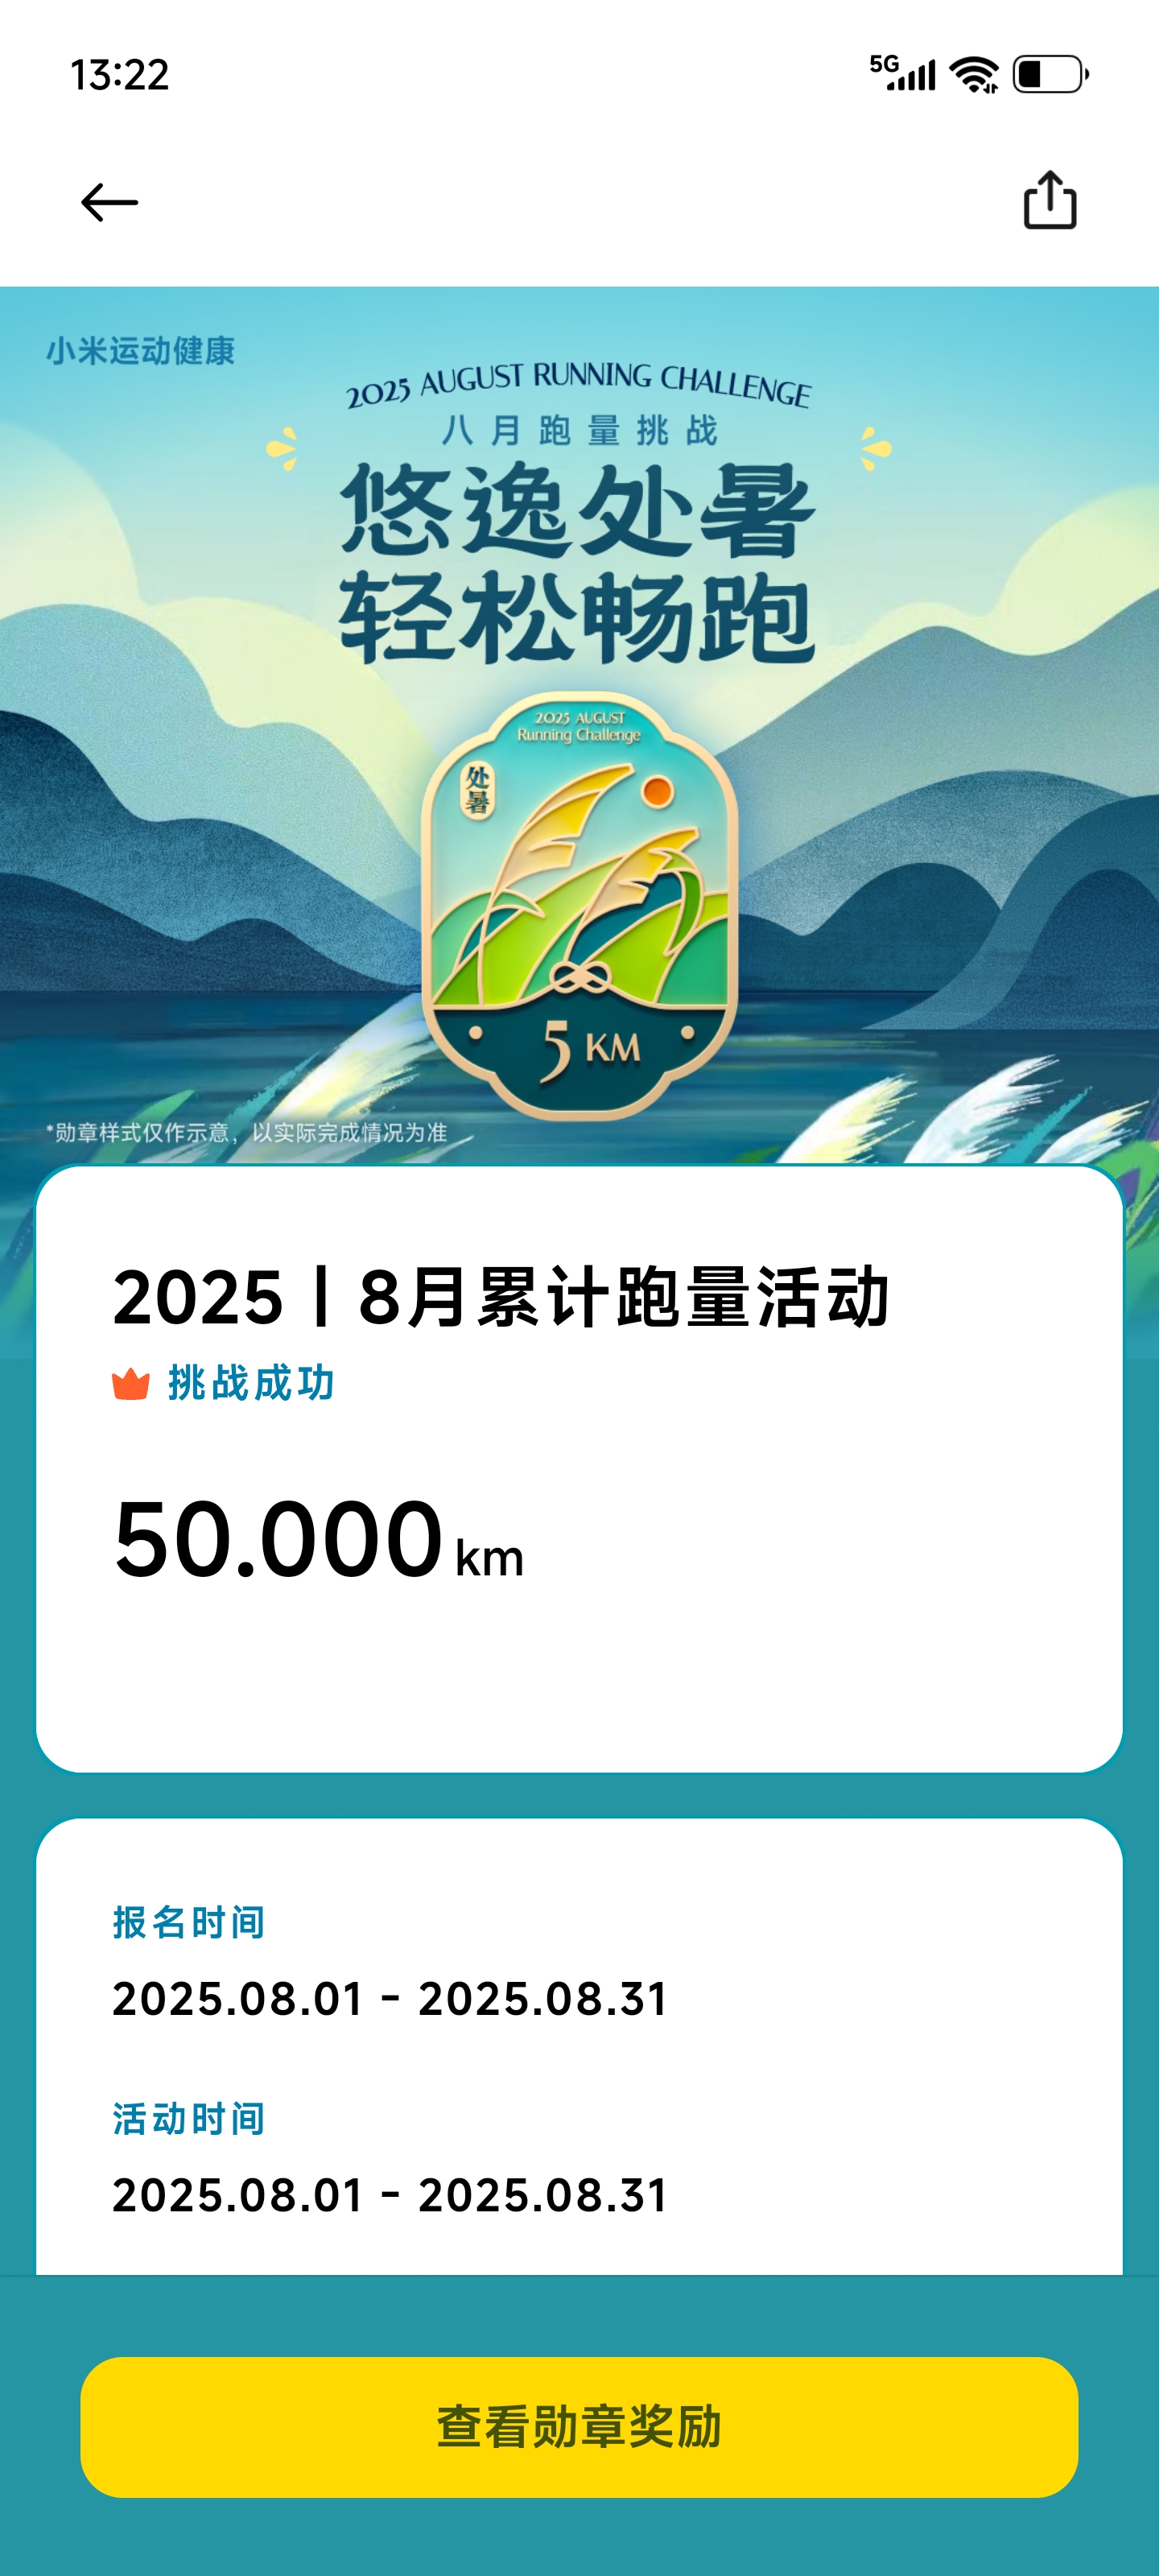 13:22
5G
小米运动健康
2025 AUGUST RUNNING CHALLENGE
八月跑量挑战
悠逸处暑
轻松畅跑
2025 AUGUST
Running Challenge
处暑
5 KM
*勋章样式仅作示意，以实际完成情况为准
2025丨8月累计跑量活动
挑战成功
50.000 km
报名时间
2025.08.01 - 2025.08.31
活动时间
2025.08.01 - 2025.08.31
查看勋章奖励